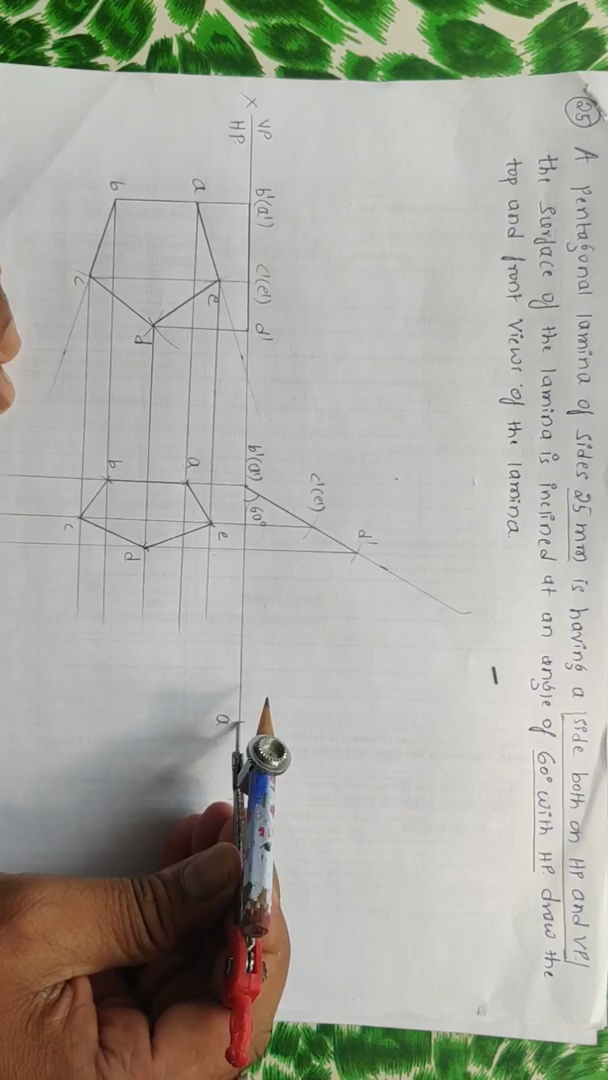 25 A pentagonal lamina of sides 25 mm is having a side both on HP and VP.
the surface of the lamina is inclined at an angle of 60° with HP. draw the
top and front views of the lamina
X VP
HP
b'(a') c'(e') d'
a
b
e
c
d
b'(a') 60°
c'(e')
d'
a
b
e
c
d
a